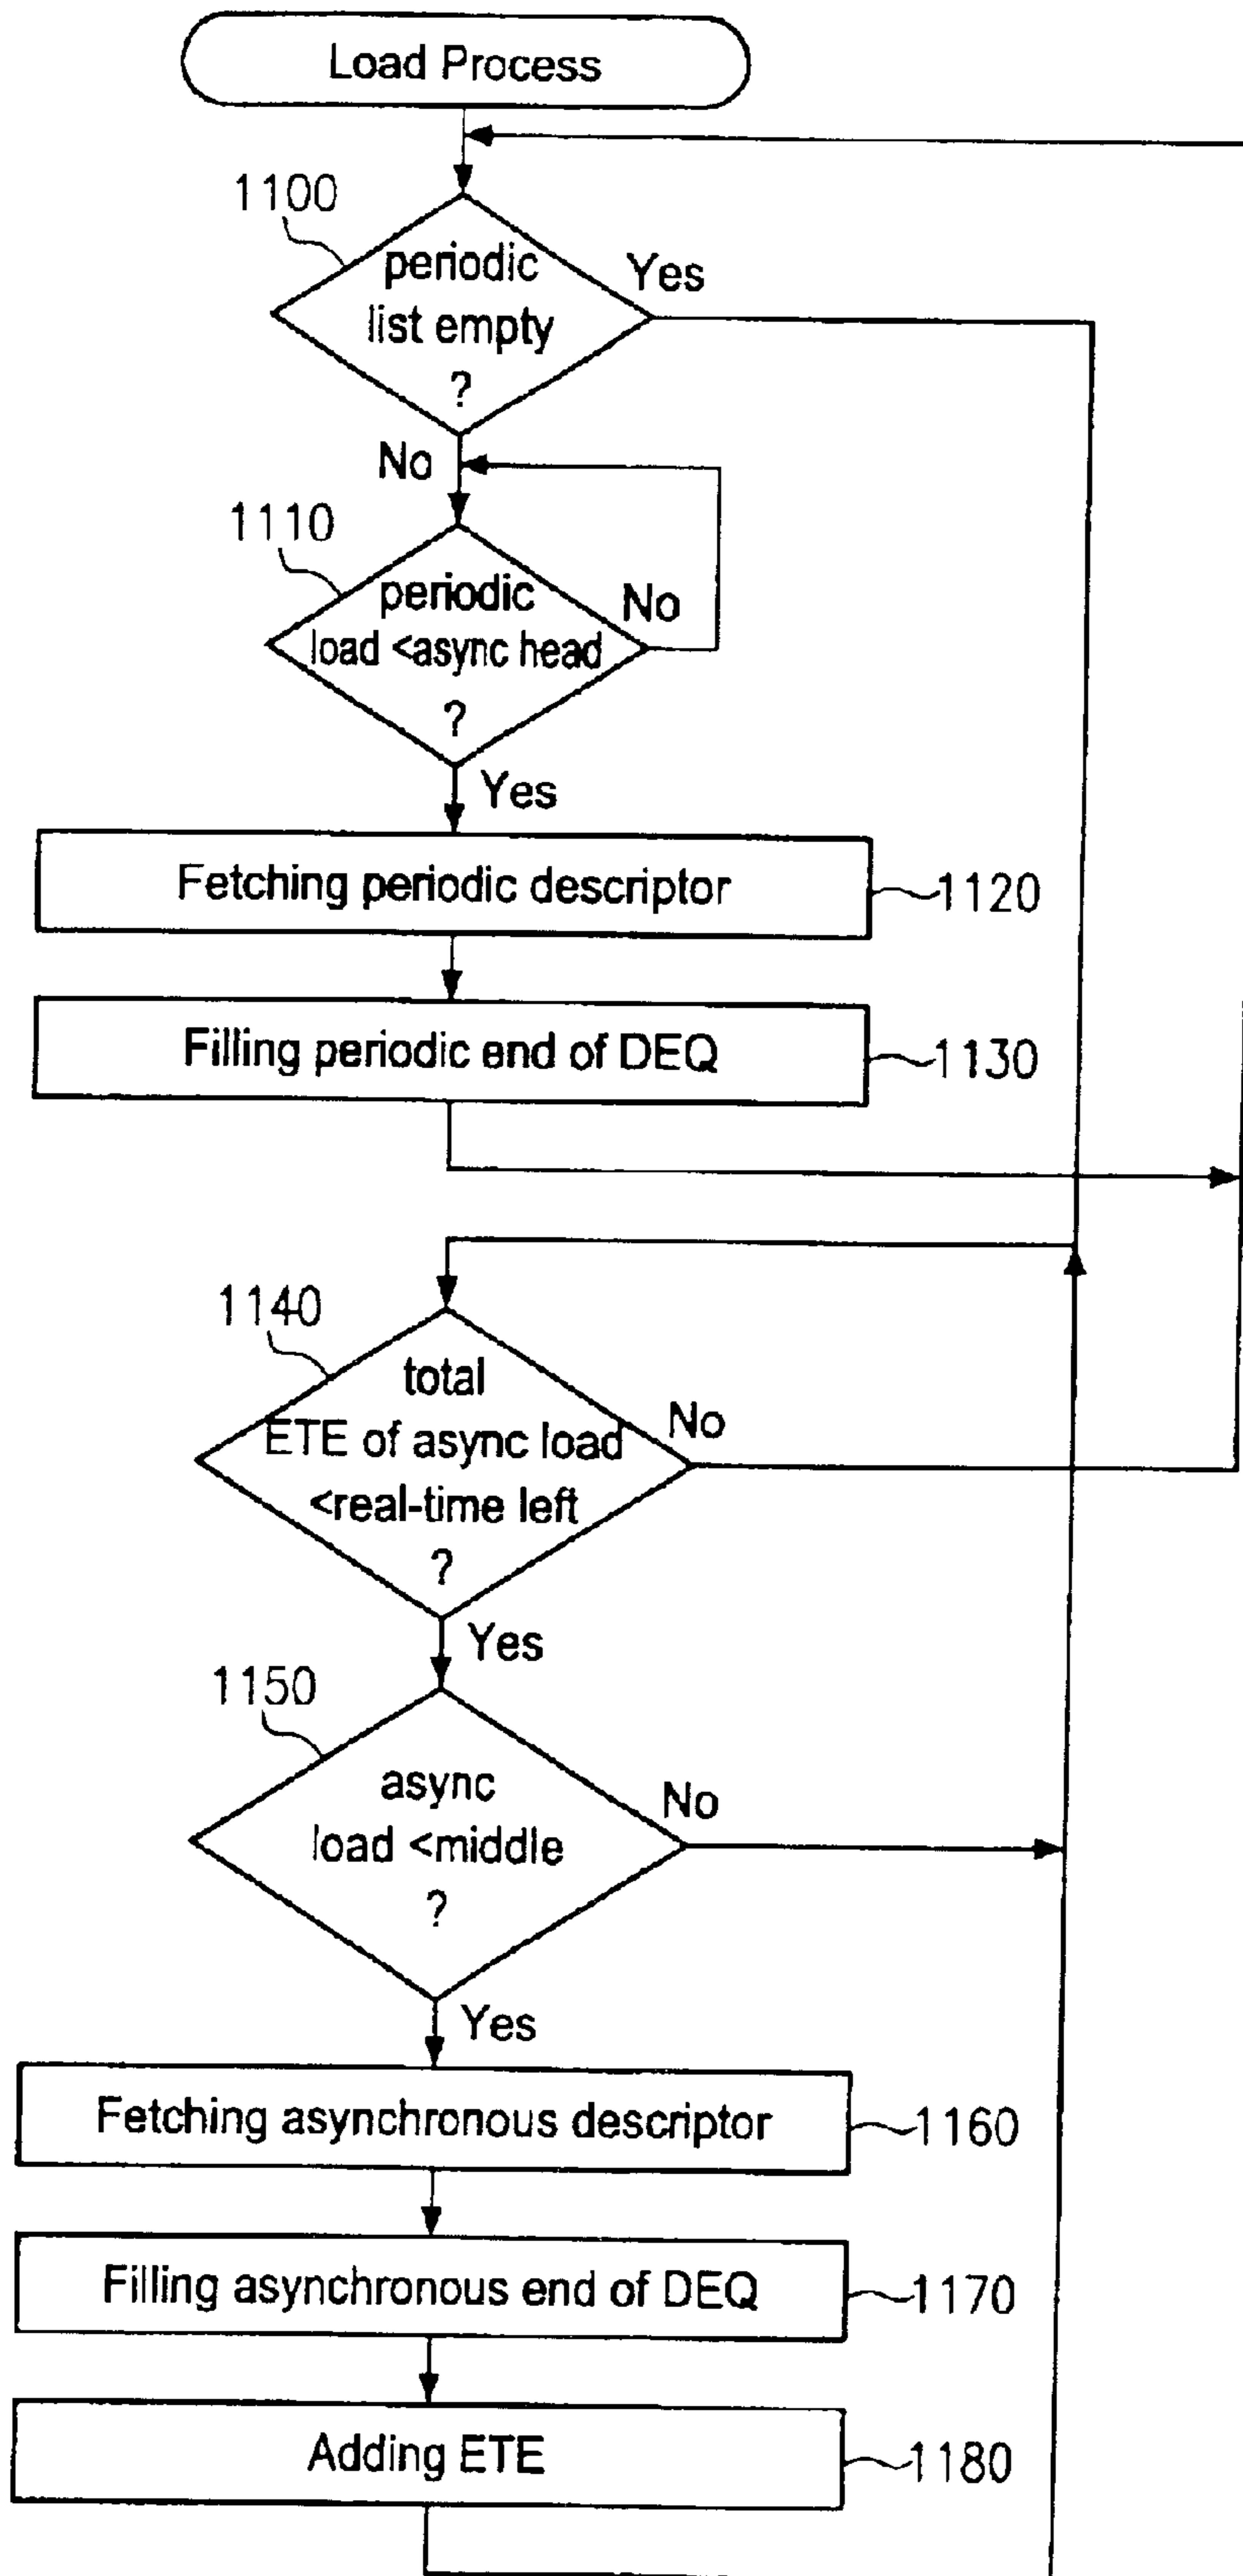 Load Process
1100
periodic
list empty
?
Yes
No
1110
periodic
load <async head
?
No
Yes
Fetching periodic descriptor
1120
Filling periodic end of DEQ
1130
1140
total
ETE of async load
<real-time left
?
No
Yes
1150
async
load <middle
?
No
Yes
Fetching asynchronous descriptor
1160
Filling asynchronous end of DEQ
1170
Adding ETE
1180